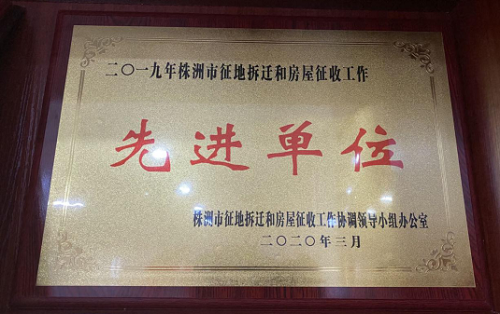 二〇一九年株洲市征地拆迁和房屋征收工作
先进单位
株洲市征地拆迁和房屋征收工作协调领导小组办公室
二〇二〇年三月